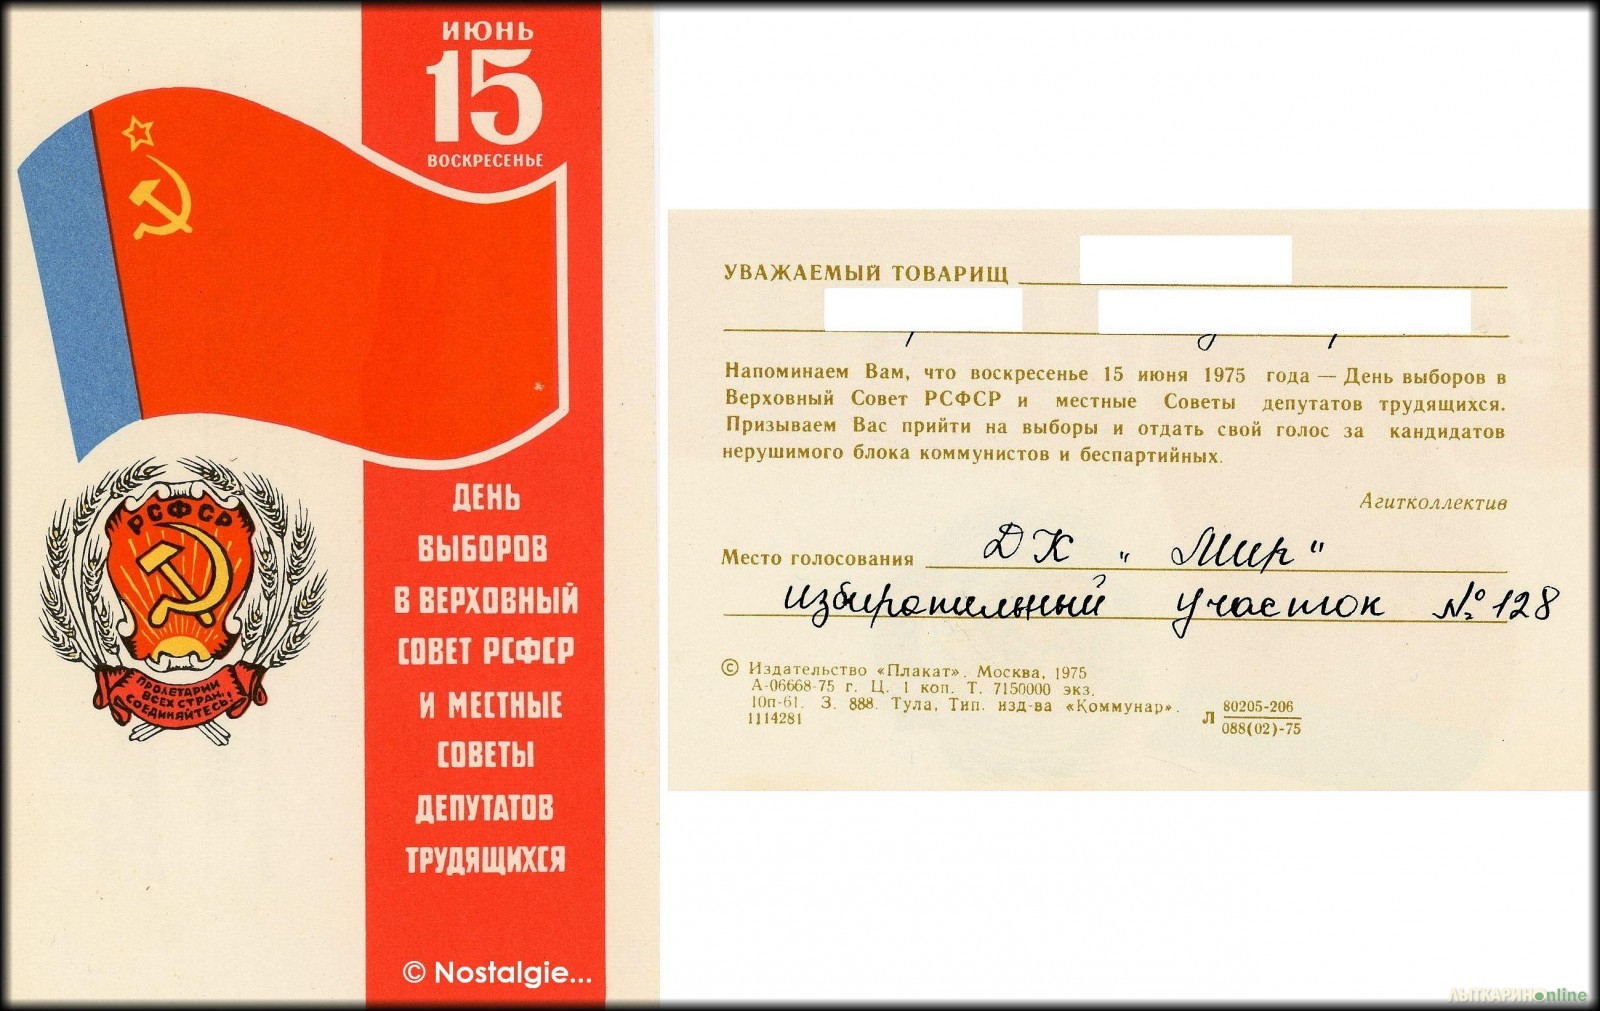 ИЮНЬ
15
ВОСКРЕСЕНЬЕ
РСФСР
ПРОЛЕТАРИИ
ВСЕХ СТРАН,
СОЕДИНЯЙТЕСЬ!
ДЕНЬ
ВЫБОРОВ
В ВЕРХОВНЫЙ
СОВЕТ РСФСР
И МЕСТНЫЕ
СОВЕТЫ
ДЕПУТАТОВ
ТРУДЯЩИХСЯ
© Nostalgie...
УВАЖАЕМЫЙ ТОВАРИЩ
Напоминаем Вам, что воскресенье 15 июня 1975 года — День выборов в
Верховный Совет РСФСР и местные Советы депутатов трудящихся.
Призываем Вас прийти на выборы и отдать свой голос за кандидатов
нерушимого блока коммунистов и беспартийных.
Агитколлектив
Место голосования ДК „ Мир"
избирательный участок № 128
© Издательство «Плакат». Москва, 1975
А-06668-75 г. Ц. 1 коп. Т. 7150000 экз.
10п-61. З. 888. Тула, Тип. изд-ва «Коммунар».
1114281
Л 80205-206
088(02)-75
ЛЫТКАРИНОonline